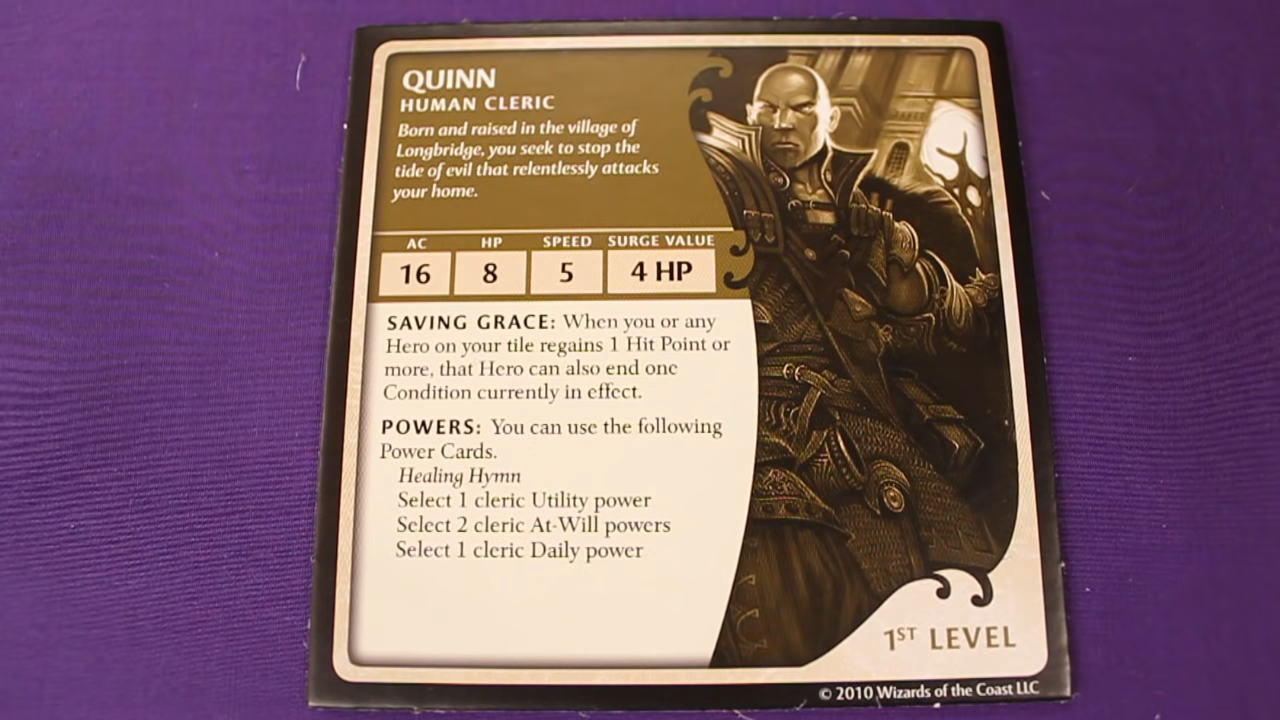 QUINN
HUMAN CLERIC
Born and raised in the village of
Longbridge, you seek to stop the
tide of evil that relentlessly attacks
your home.
AC HP SPEED SURGE VALUE
16 8 5 4 HP
SAVING GRACE: When you or any
Hero on your tile regains 1 Hit Point or
more, that Hero can also end one
Condition currently in effect.
POWERS: You can use the following
Power Cards.
Healing Hymn
Select 1 cleric Utility power
Select 2 cleric At-Will powers
Select 1 cleric Daily power
1ST LEVEL
© 2010 Wizards of the Coast LLC